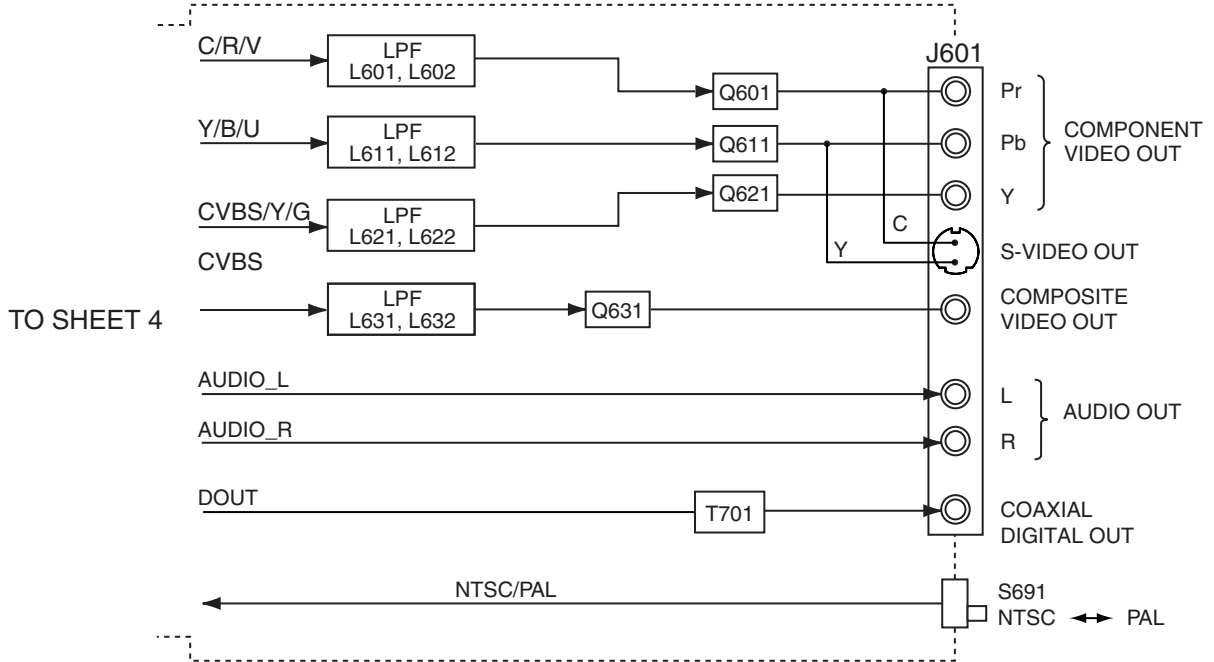 C/R/V
LPF
L601, L602
Q601
J601
Pr
Y/B/U
LPF
L611, L612
Q611
Pb
COMPONENT
VIDEO OUT
CVBS/Y/G
LPF
L621, L622
Q621
Y
C
Y
S-VIDEO OUT
CVBS
LPF
L631, L632
Q631
COMPOSITE
VIDEO OUT
TO SHEET 4
AUDIO_L
L
AUDIO OUT
AUDIO_R
R
DOUT
T701
COAXIAL
DIGITAL OUT
NTSC/PAL
S691
NTSC PAL